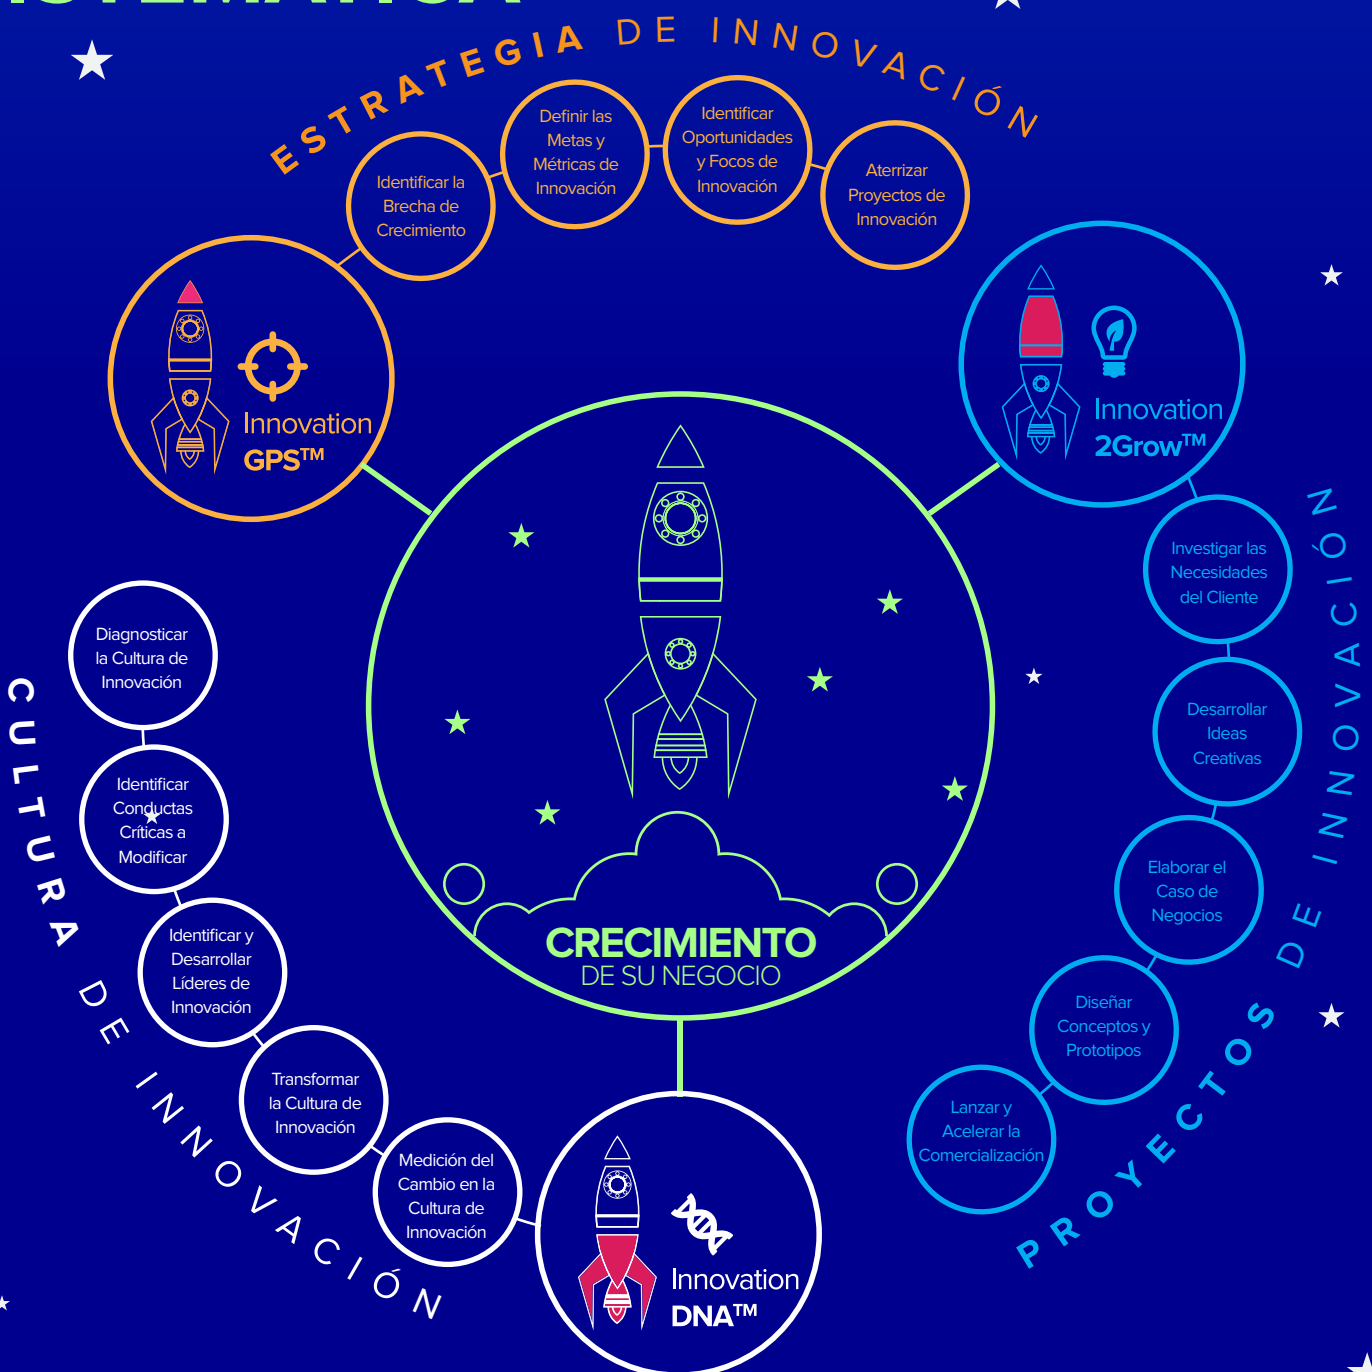 ESTRATEGIA DE INNOVACIÓN
Identificar la
Brecha de
Crecimiento
Definir las
Metas y
Métricas de
Innovación
Identificar
Oportunidades
y Focos de
Innovación
Aterrizar
Proyectos de
Innovación
Innovation
GPS™
Innovation
2Grow™
Investigar las
Necesidades
del Cliente
Desarrollar
Ideas
Creativas
Elaborar el
Caso de
Negocios
Diseñar
Conceptos y
Prototipos
Lanzar y
Acelerar la
Comercialización
PROYECTOS DE INNOVACIÓN
CRECIMIENTO
DE SU NEGOCIO
CULTURA DE INNOVACIÓN
Diagnosticar
la Cultura de
Innovación
Identificar
Conductas
Críticas a
Modificar
Identificar y
Desarrollar
Líderes de
Innovación
Transformar
la Cultura de
Innovación
Medición del
Cambio en la
Cultura de
Innovación
Innovation
DNA™